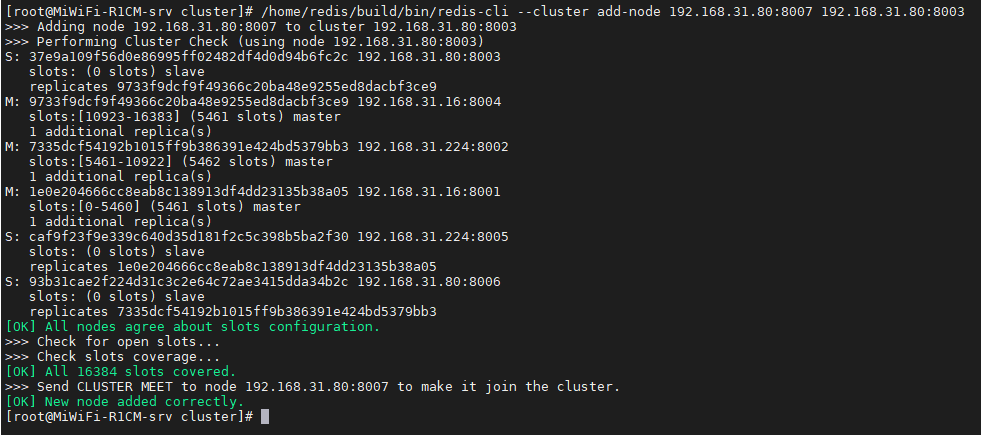 [root@MiWiFi-R1CM-srv cluster]# /home/redis/build/bin/redis-cli --cluster add-node 192.168.31.80:8007 192.168.31.80:8003
>>> Adding node 192.168.31.80:8007 to cluster 192.168.31.80:8003
>>> Performing Cluster Check (using node 192.168.31.80:8003)
S: 37e9a109f56d0e86995ff02482df4d0d94b6fc2c 192.168.31.80:8003
   slots: (0 slots) slave
   replicates 9733f9dcf9f49366c20ba48e9255ed8dacbf3ce9
M: 9733f9dcf9f49366c20ba48e9255ed8dacbf3ce9 192.168.31.16:8004
   slots:[10923-16383] (5461 slots) master
   1 additional replica(s)
M: 7335dcf54192b1015ff9b386391e424bd5379bb3 192.168.31.224:8002
   slots:[5461-10922] (5462 slots) master
   1 additional replica(s)
M: 1e0e204666cc8eab8c138913df4dd23135b38a05 192.168.31.16:8001
   slots:[0-5460] (5461 slots) master
   1 additional replica(s)
S: caf9f23f9e339c640d35d181f2c5c398b5ba2f30 192.168.31.224:8005
   slots: (0 slots) slave
   replicates 1e0e204666cc8eab8c138913df4dd23135b38a05
S: 93b31cae2f224d31c3c2e64c72ae3415dda34b2c 192.168.31.80:8006
   slots: (0 slots) slave
   replicates 7335dcf54192b1015ff9b386391e424bd5379bb3
[OK] All nodes agree about slots configuration.
>>> Check for open slots...
>>> Check slots coverage...
[OK] All 16384 slots covered.
>>> Send CLUSTER MEET to node 192.168.31.80:8007 to make it join the cluster.
[OK] New node added correctly.
[root@MiWiFi-R1CM-srv cluster]#